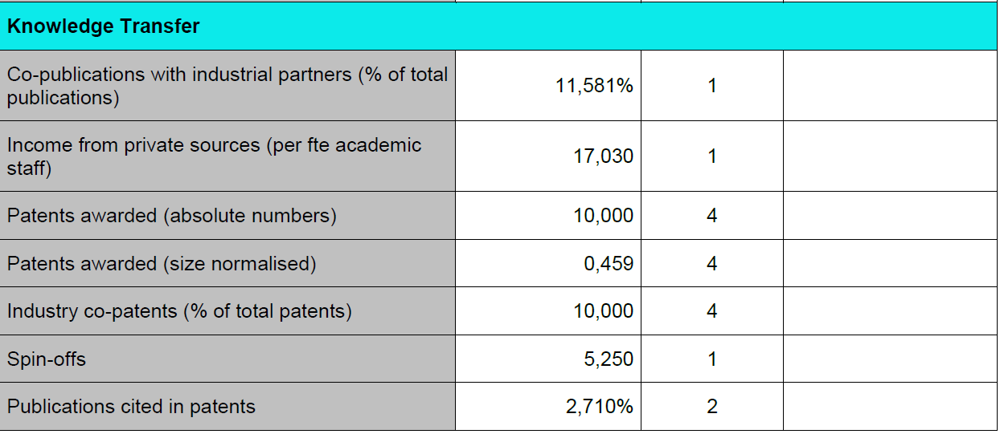 Knowledge Transfer
Co-publications with industrial partners (% of total
publications)
11,581%
1
Income from private sources (per fte academic
staff)
17,030
1
Patents awarded (absolute numbers)
10,000
4
Patents awarded (size normalised)
0,459
4
Industry co-patents (% of total patents)
10,000
4
Spin-offs
5,250
1
Publications cited in patents
2,710%
2